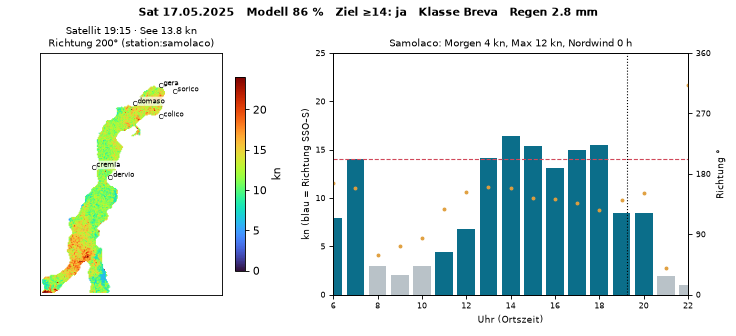 Sat 17.05.2025   Modell 86 %   Ziel ≥14: ja   Klasse Breva   Regen 2.8 mm
Satellit 19:15 · See 13.8 kn
Richtung 200° (station:samolaco)
gera
sorico
domaso
colico
cremia
dervio
20
15
10
5
0
kn
Samolaco: Morgen 4 kn, Max 12 kn, Nordwind 0 h
25
20
15
10
5
0
kn (blau = Richtung SSO-S)
6 8 10 12 14 16 18 20 22
Uhr (Ortszeit)
360
270
180
90
0
Richtung °